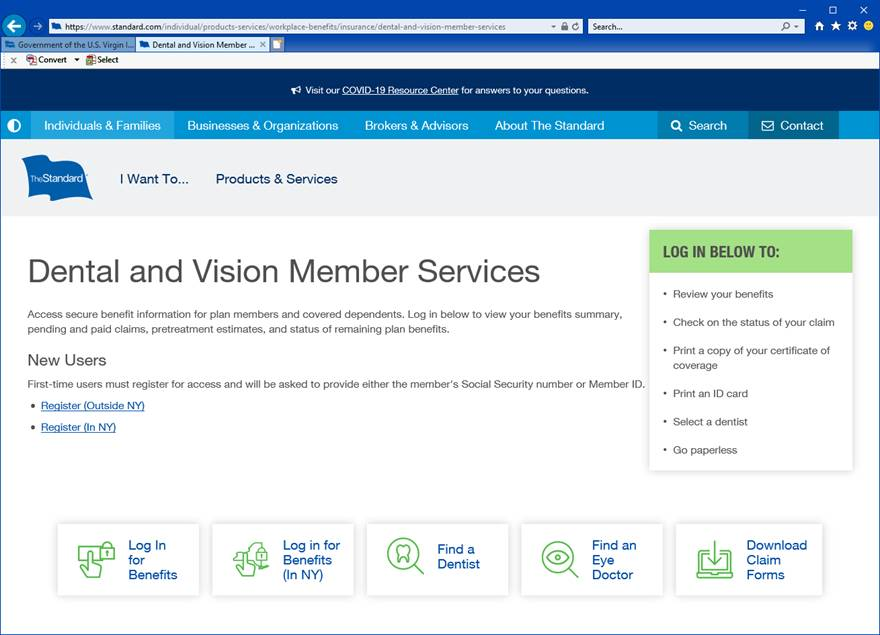 https://www.standard.com/individual/products-services/workplace-benefits/insurance/dental-and-vision-member-services
Search...
Government of the U.S. Virgin I...
Dental and Vision Member ...
Convert
Select
Visit our COVID-19 Resource Center for answers to your questions.
Individuals & Families
Businesses & Organizations
Brokers & Advisors
About The Standard
Search
Contact
TheStandard
I Want To...
Products & Services
Dental and Vision Member Services
Access secure benefit information for plan members and covered dependents. Log in below to view your benefits summary,
pending and paid claims, pretreatment estimates, and status of remaining plan benefits.
New Users
First-time users must register for access and will be asked to provide either the member's Social Security number or Member ID.
• Register (Outside NY)
• Register (In NY)
LOG IN BELOW TO:
• Review your benefits
• Check on the status of your claim
• Print a copy of your certificate of
coverage
• Print an ID card
• Select a dentist
• Go paperless
Log In
for
Benefits
Log in for
Benefits
(In NY)
Find a
Dentist
Find an
Eye
Doctor
Download
Claim
Forms